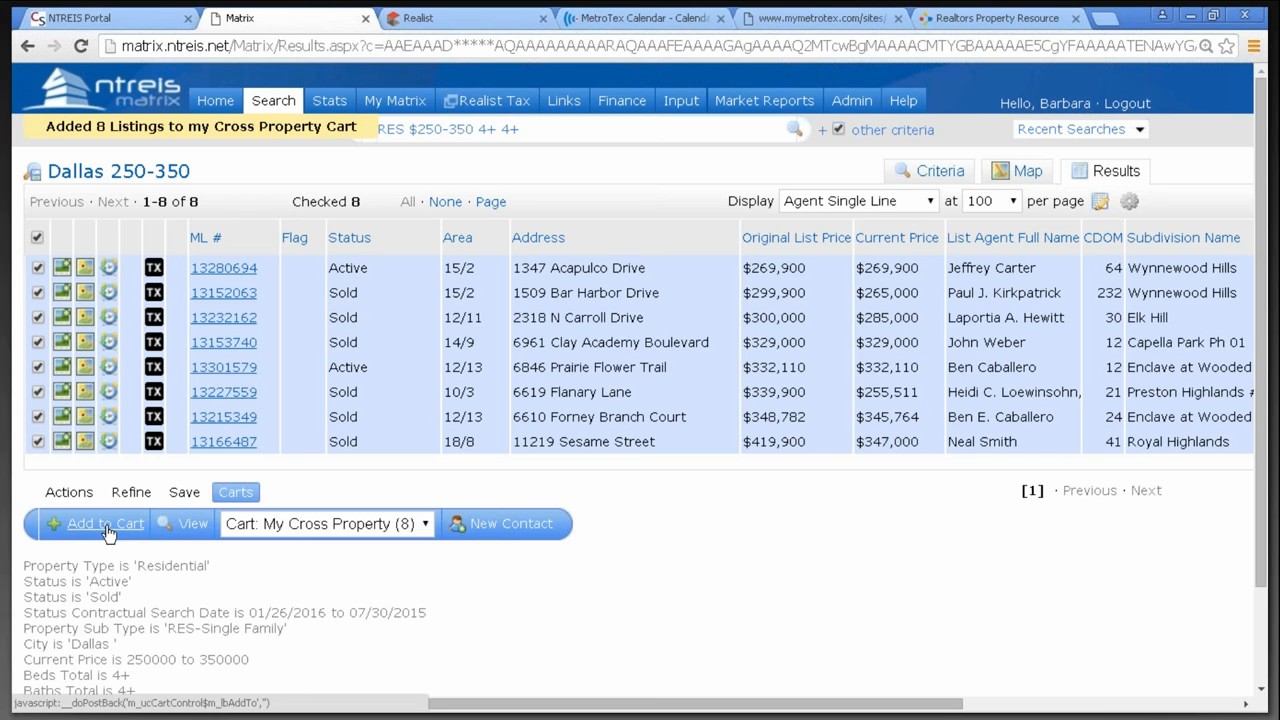 NTREIS Portal × Matrix × Realist × MetroTex Calendar - Calenda × www.mymetrotex.com/sites/ × Realtors Property Resource ×
matrix.ntreis.net/Matrix/Results.aspx?c=
ntreis
matrix
Home Search Stats My Matrix Realist Tax Links Finance Input Market Reports Admin Help
Hello, Barbara · Logout
Added 8 Listings to my Cross Property Cart
RES $250-350 4+ 4+ + other criteria Recent Searches
Dallas 250-350 Criteria Map Results
Previous · Next · 1-8 of 8 Checked 8 All · None · Page Display Agent Single Line at 100 per page
ML # Flag Status Area Address Original List Price Current Price List Agent Full Name CDOM Subdivision Name
TX 13280694 Active 15/2 1347 Acapulco Drive $269,900 $269,900 Jeffrey Carter 64 Wynnewood Hills
TX 13152063 Sold 15/2 1509 Bar Harbor Drive $299,900 $265,000 Paul J. Kirkpatrick 232 Wynnewood Hills
TX 13232162 Sold 12/11 2318 N Carroll Drive $300,000 $285,000 Laportia A. Hewitt 30 Elk Hill
TX 13153740 Sold 14/9 6961 Clay Academy Boulevard $329,000 $329,000 John Weber 12 Capella Park Ph 01
TX 13301579 Active 12/13 6846 Prairie Flower Trail $332,110 $332,110 Ben Caballero 12 Enclave at Wooded
TX 13227559 Sold 10/3 6619 Flanary Lane $339,900 $255,511 Heidi C. Loewinsohn, 21 Preston Highlands #
TX 13215349 Sold 12/13 6610 Forney Branch Court $348,782 $345,764 Ben E. Caballero 24 Enclave at Wooded
TX 13166487 Sold 18/8 11219 Sesame Street $419,900 $347,000 Neal Smith 41 Royal Highlands
Actions Refine Save Carts [1] · Previous · Next
Add to Cart View Cart: My Cross Property (8) New Contact
Property Type is 'Residential'
Status is 'Active'
Status is 'Sold'
Status Contractual Search Date is 01/26/2016 to 07/30/2015
Property Sub Type is 'RES-Single Family'
City is 'Dallas '
Current Price is 250000 to 350000
Beds Total is 4+
Baths Total is 4+
javascript:__doPostBack('m_ucCartControl$m_lbAddTo','')